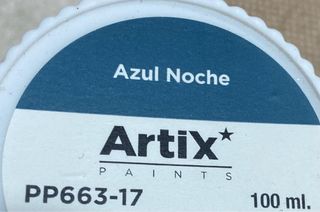 Azul Noche
ArtiX★
PAINTS
PP663-17 100 ml.